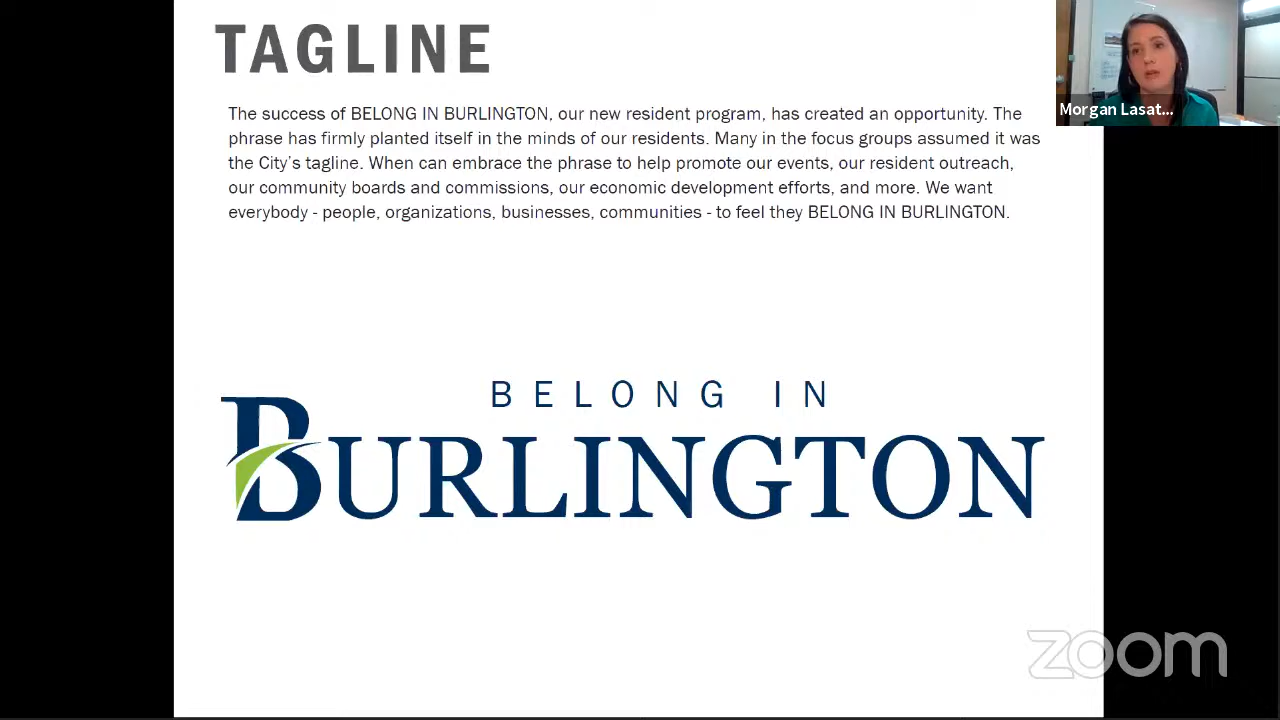 TAGLINE
The success of BELONG IN BURLINGTON, our new resident program, has created an opportunity. The
phrase has firmly planted itself in the minds of our residents. Many in the focus groups assumed it was
the City's tagline. When can embrace the phrase to help promote our events, our resident outreach,
our community boards and commissions, our economic development efforts, and more. We want
everybody - people, organizations, businesses, communities - to feel they BELONG IN BURLINGTON.
Morgan Lasat...
BELONG IN
BURLINGTON
zoom